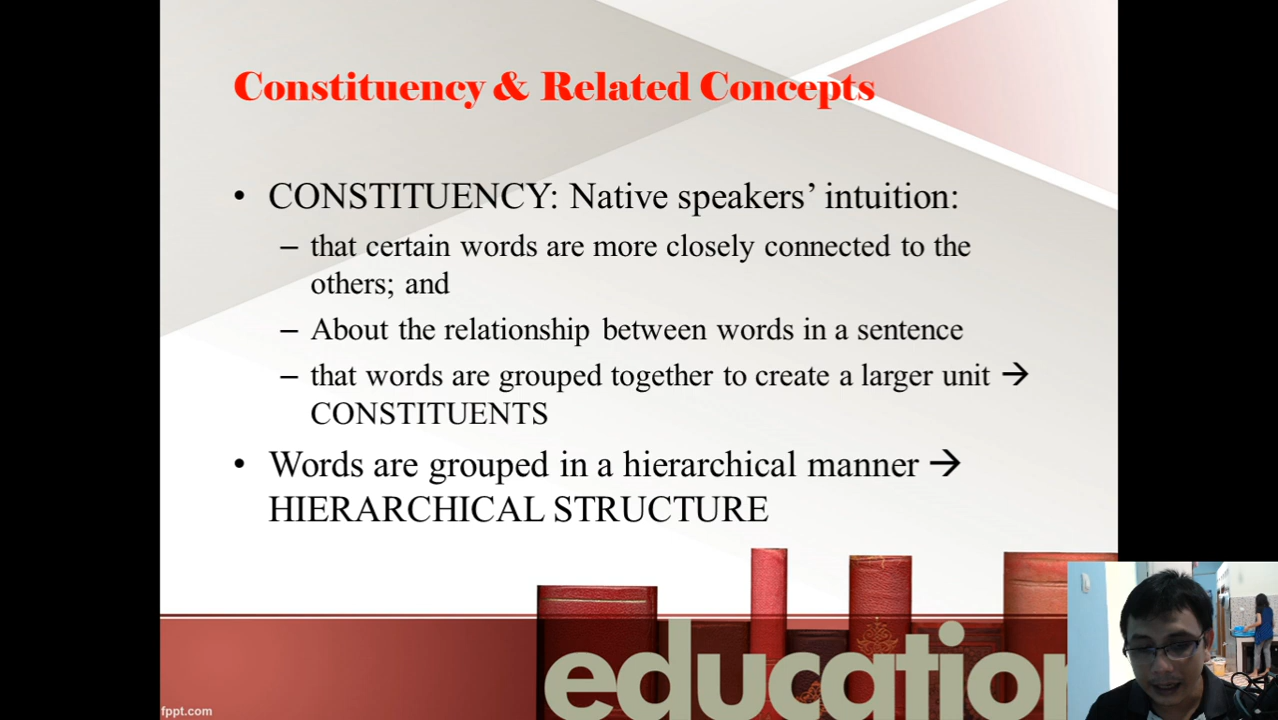 Constituency & Related Concepts
• CONSTITUENCY: Native speakers’ intuition:
– that certain words are more closely connected to the
others; and
– About the relationship between words in a sentence
– that words are grouped together to create a larger unit →
CONSTITUENTS
• Words are grouped in a hierarchical manner →
HIERARCHICAL STRUCTURE
education
fppt.com